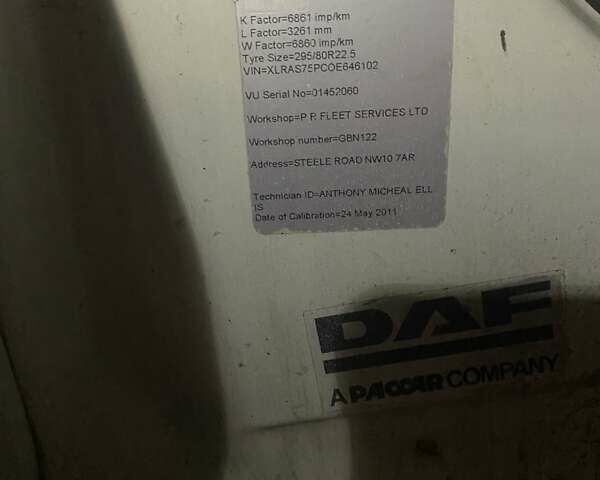 K Factor=6861 imp/km
L Factor=3261 mm
W Factor=6860 imp/km
Tyre Size=295/80R22.5
VIN=XLRAS75PC0E646102
VU Serial No=01452060
Workshop=P R FLEET SERVICES LTD
Workshop number=GBN122
Address=STEELE ROAD NW10 7AR
Technician ID=ANTHONY MICHEAL ELL
IS
Date of Calibration=24 May 2011
DAF
A PACCAR COMPANY